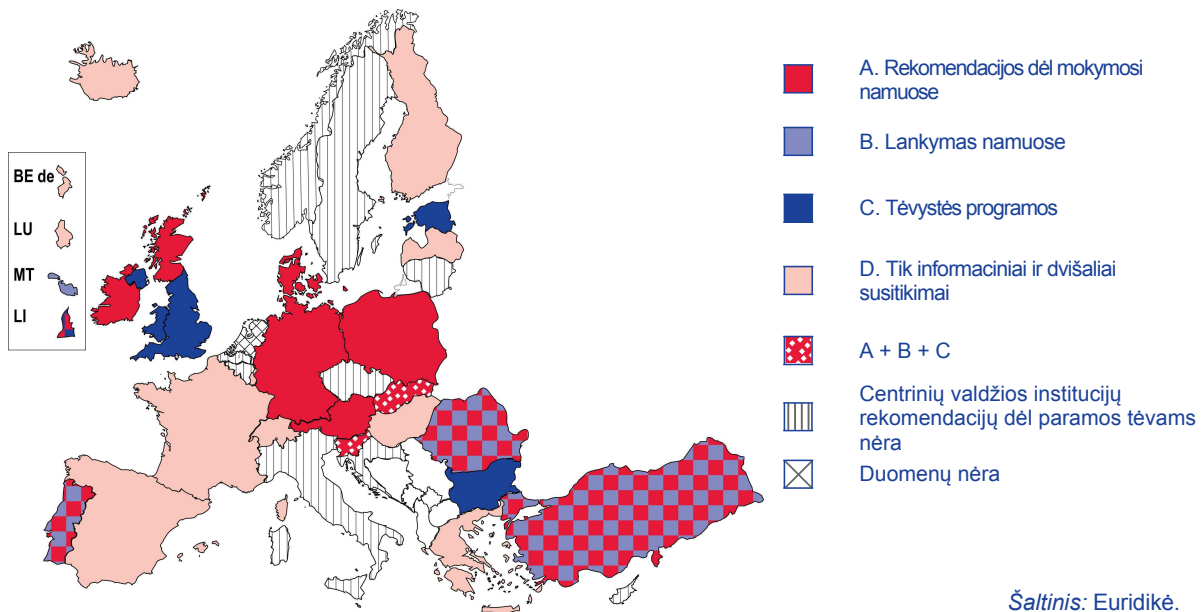 BE de
LU
MT
LI
A. Rekomendacijos dėl mokymosi
namuose
B. Lankymas namuose
C. Tėvystės programos
D. Tik informaciniai ir dvišaliai
susitikimai
A + B + C
Centrinių valdžios institucijų
rekomendacijų dėl paramos tėvams
nėra
Duomenų nėra
Šaltinis: Euridikė.